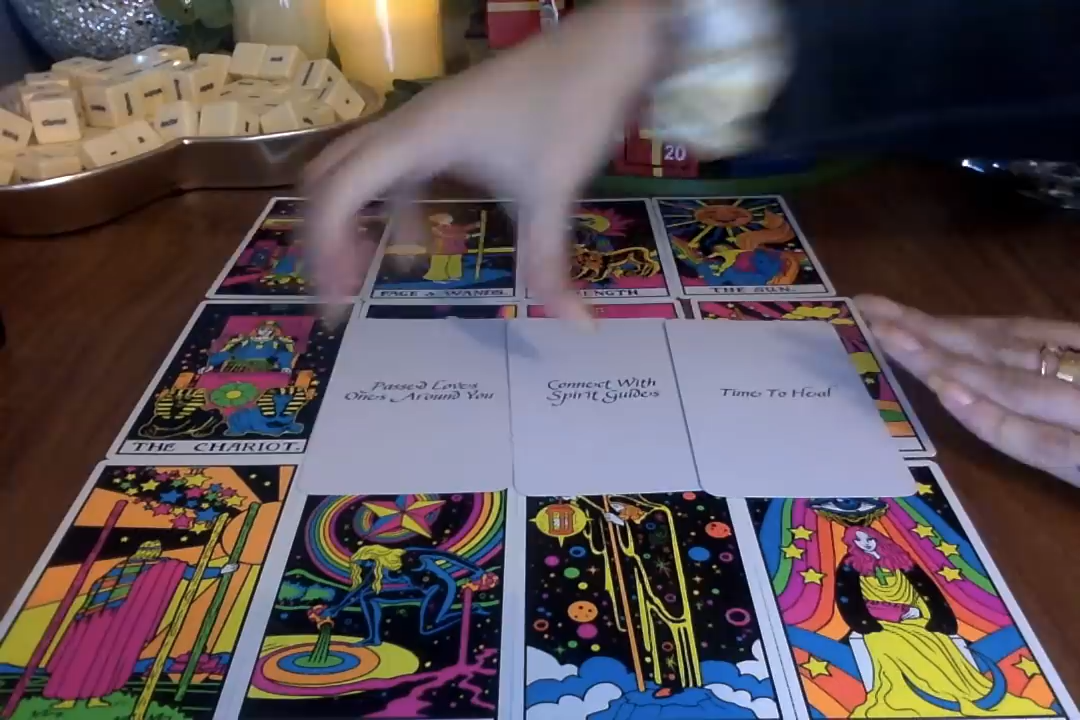 20
PAGE of WANDS.
ENGTH
THE SUN.
THE CHARIOT.
Passed Loves
Ones Around You
Connect With
Spirit Guides
Time To Heal